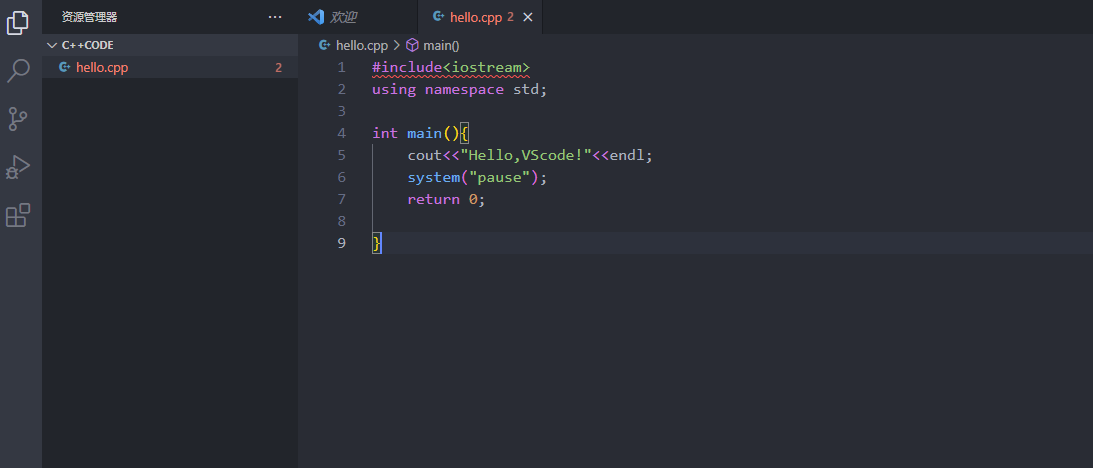 资源管理器 ···
C++CODE
hello.cpp 2
欢迎 hello.cpp 2
hello.cpp > main()
1 #include<iostream>
2 using namespace std;
3
4 int main(){
5 cout<<"Hello,VScode!"<<endl;
6 system("pause");
7 return 0;
8
9 }